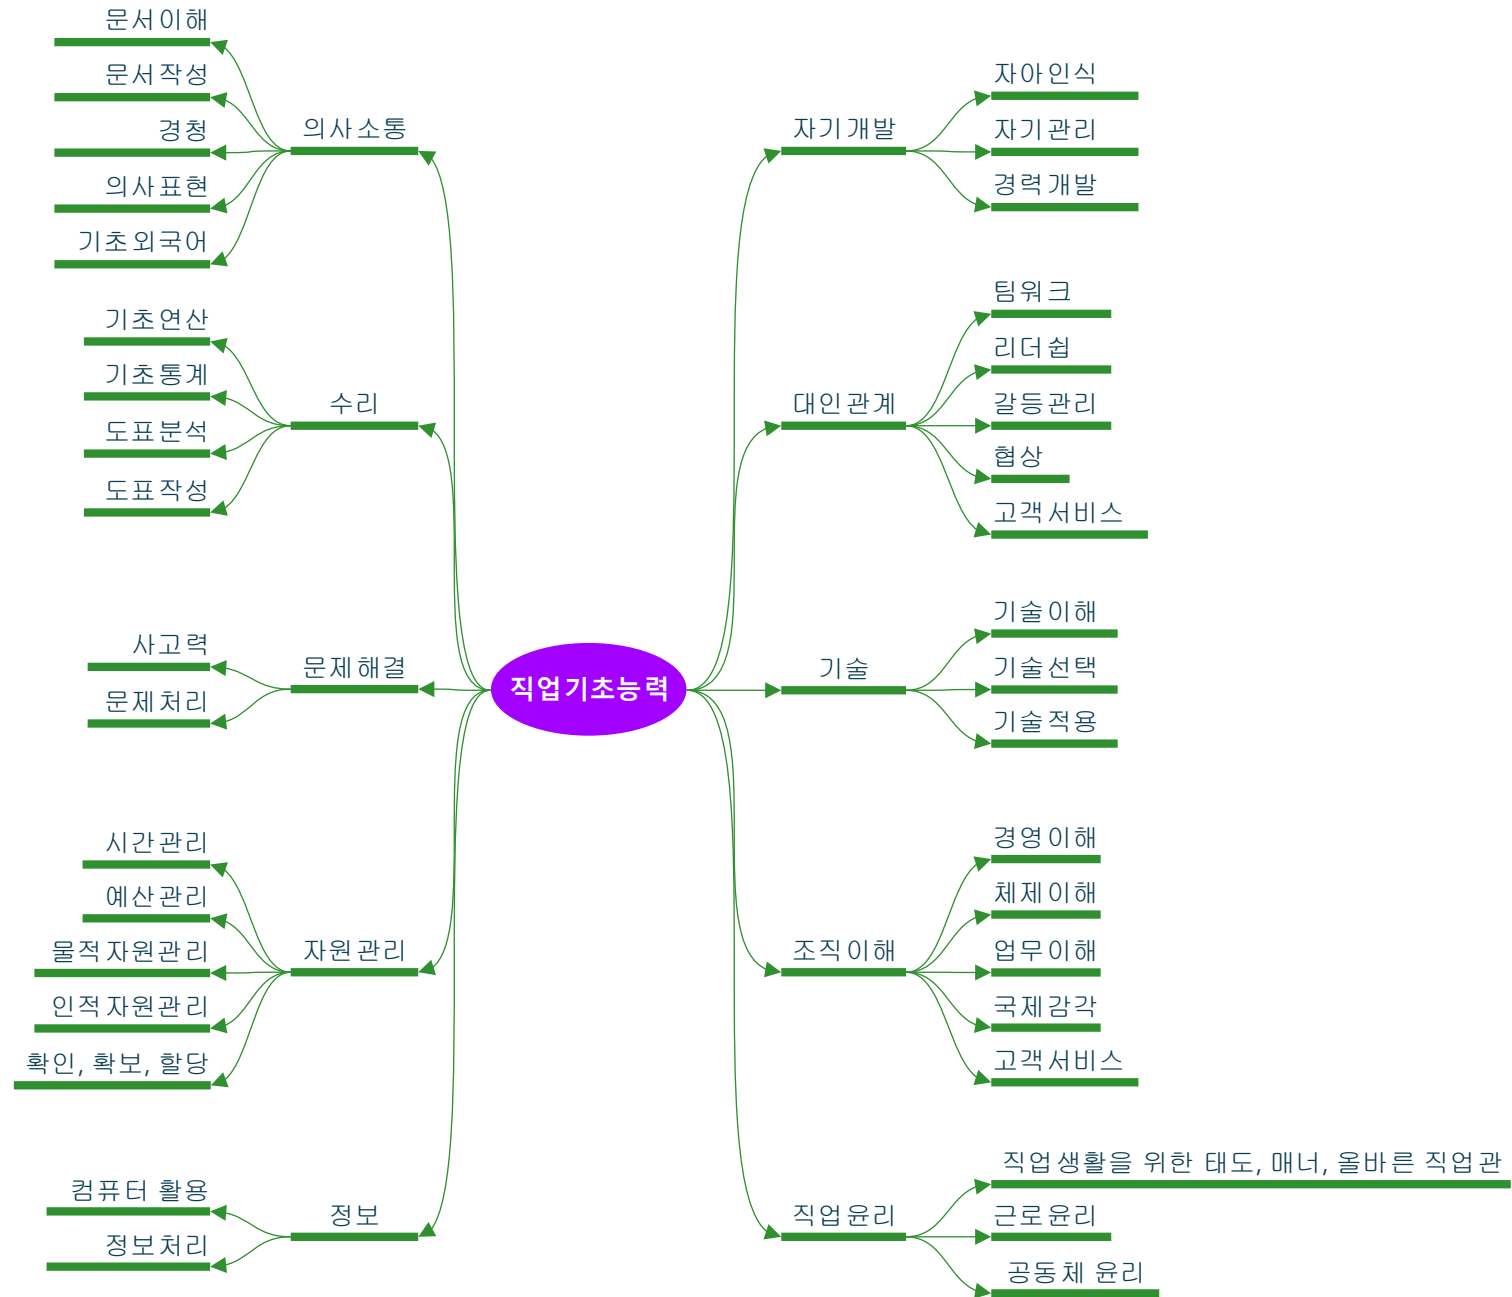 직업기초능력
의사소통
문서이해
문서작성
경청
의사표현
기초외국어
수리
기초연산
기초통계
도표분석
도표작성
문제해결
사고력
문제처리
자원관리
시간관리
예산관리
물적자원관리
인적자원관리
확인, 확보, 할당
정보
컴퓨터 활용
정보처리
자기개발
자아인식
자기관리
경력개발
대인관계
팀워크
리더쉽
갈등관리
협상
고객서비스
기술
기술이해
기술선택
기술적용
조직이해
경영이해
체제이해
업무이해
국제감각
고객서비스
직업윤리
직업생활을 위한 태도, 매너, 올바른 직업관
근로윤리
공동체 윤리